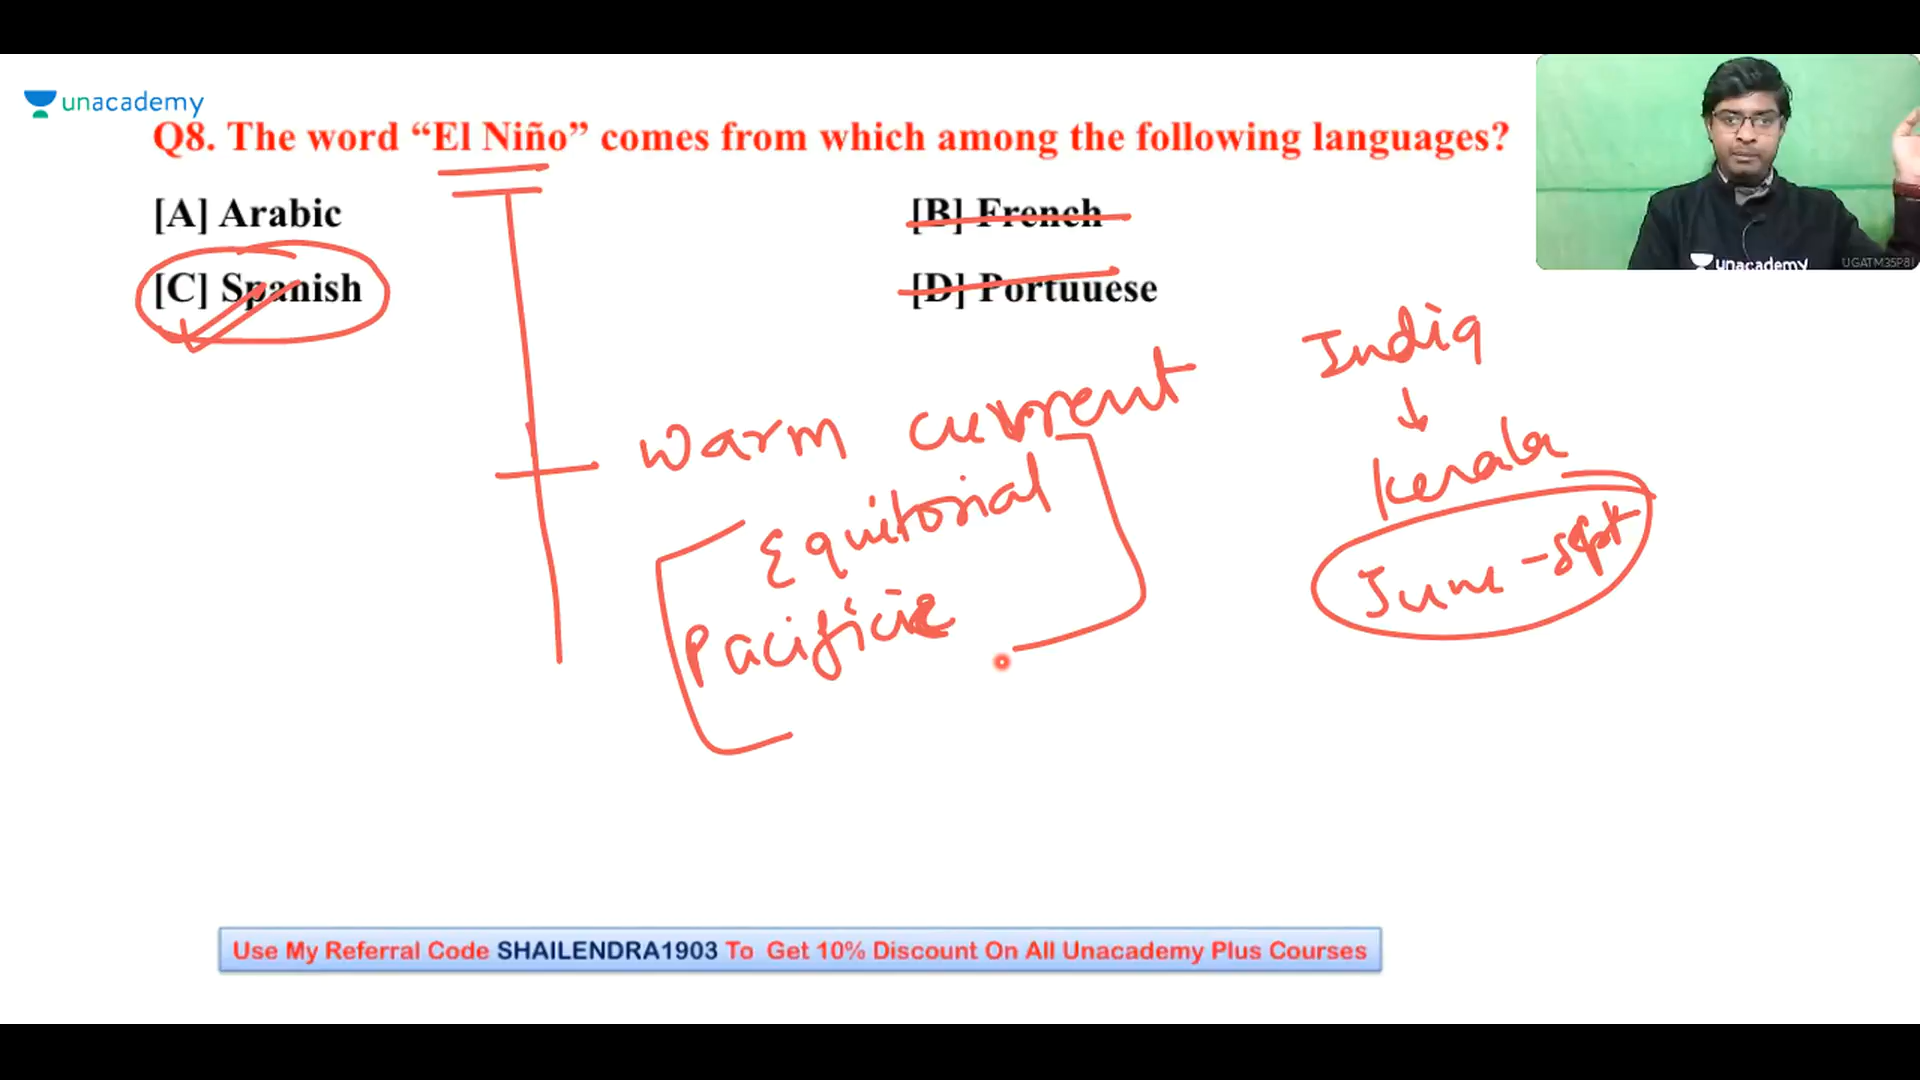 unacademy
Q8. The word “El Niño” comes from which among the following languages?
[A] Arabic
[B] French
[C] Spanish
[D] Portuuese
India
Warm current
Kerala
Equitorial
June - Sept
Pacific
unacademy
UGATM35P8I
Use My Referral Code SHAILENDRA1903 To Get 10% Discount On All Unacademy Plus Courses